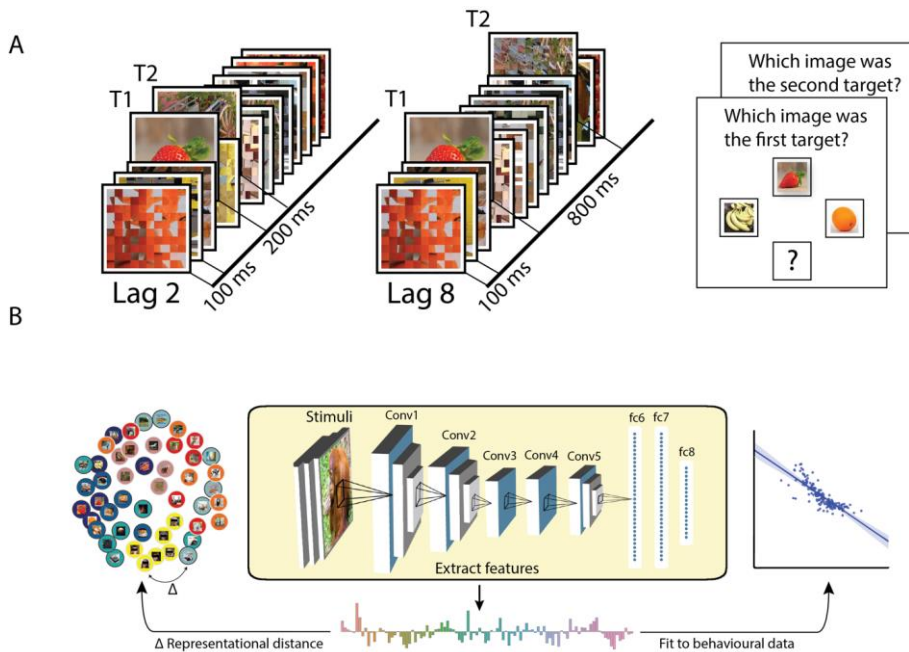 A
T1
T2
100 ms
200 ms
Lag 2
T1
T2
100 ms
800 ms
Lag 8
Which image was
the second target?
Which image was
the first target?
?
B
Δ
Stimuli
Conv1
Conv2
Conv3
Conv4
Conv5
fc6
fc7
fc8
Extract features
Δ Representational distance
Fit to behavioural data